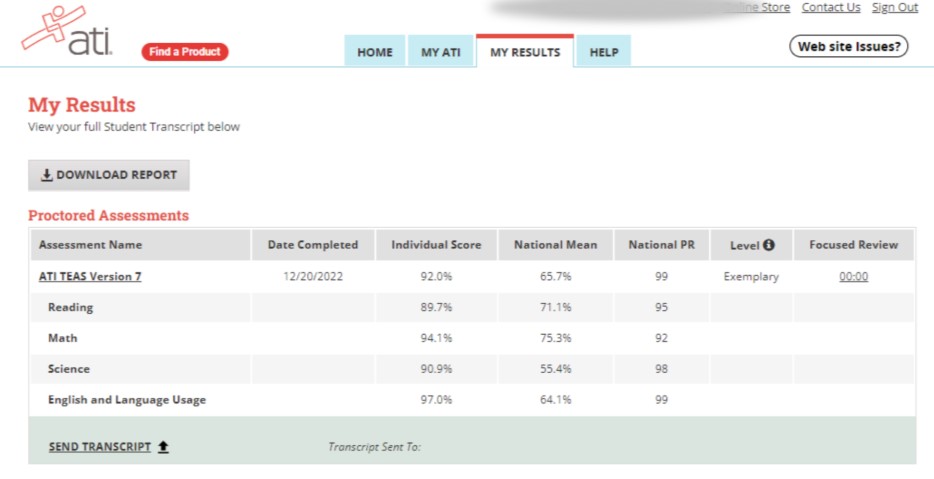 Store Contact Us Sign Out
ati
Find a Product
HOME MY ATI MY RESULTS HELP
Web site Issues?
My Results
View your full Student Transcript below
DOWNLOAD REPORT
Proctored Assessments
Assessment Name Date Completed Individual Score National Mean National PR Level Focused Review
ATI TEAS Version 7 12/20/2022 92.0% 65.7% 99 Exemplary 00:00
Reading 89.7% 71.1% 95
Math 94.1% 75.3% 92
Science 90.9% 55.4% 98
English and Language Usage 97.0% 64.1% 99
SEND TRANSCRIPT Transcript Sent To: